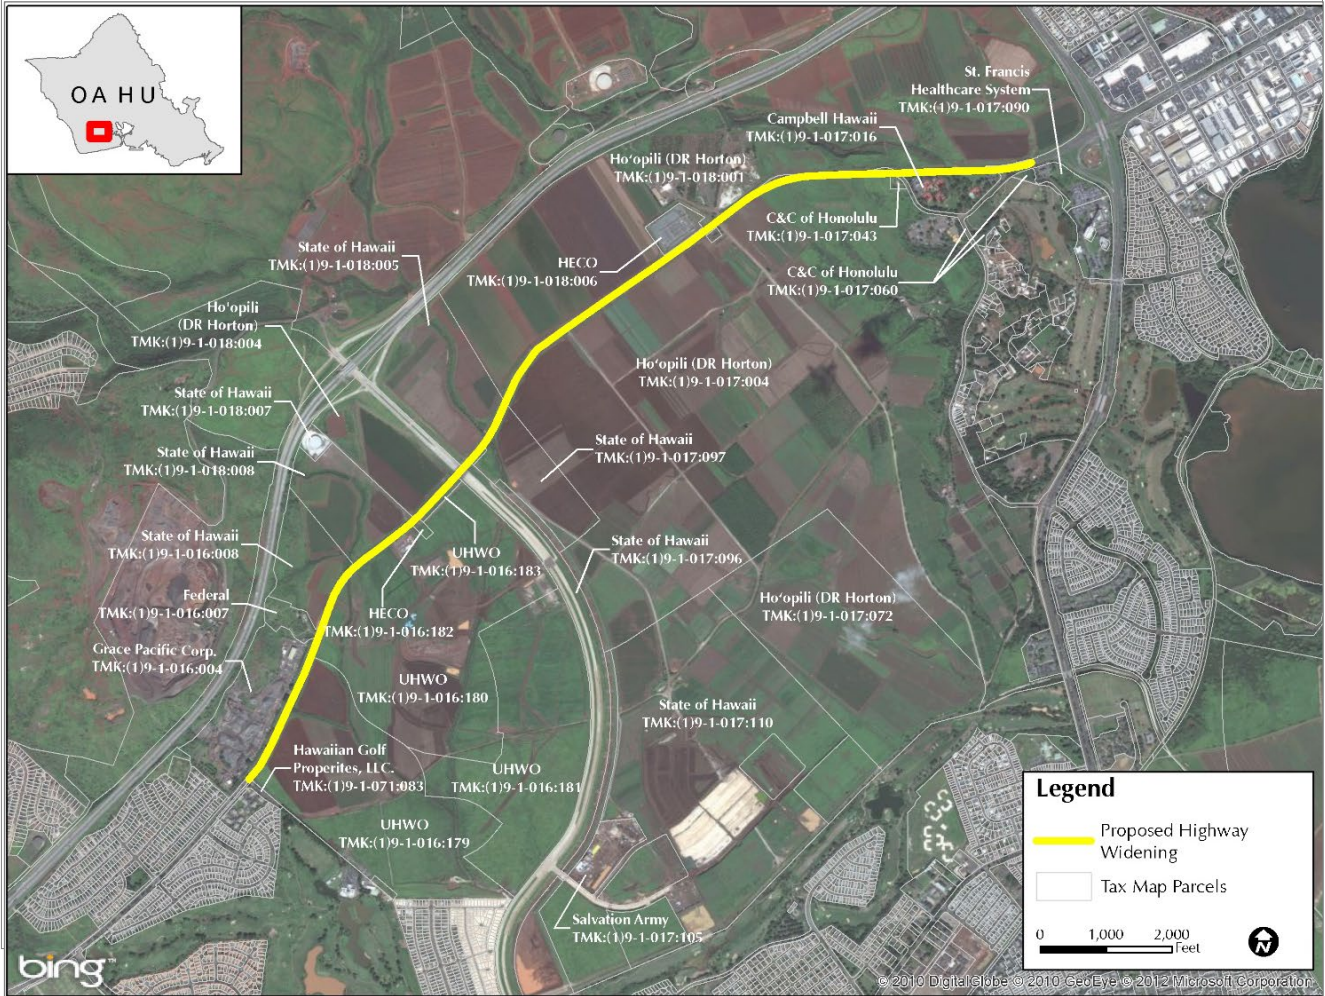 OAHU
St. Francis
Healthcare System
TMK:(1)9-1-017:090
Campbell Hawaii
TMK:(1)9-1-017:016
Hoʻopili (DR Horton)
TMK:(1)9-1-018:001
C&C of Honolulu
TMK:(1)9-1-017:043
State of Hawaii
TMK:(1)9-1-018:005
HECO
TMK:(1)9-1-018:006
C&C of Honolulu
TMK:(1)9-1-017:060
Ho'opili
(DR Horton)
TMK:(1)9-1-018:004
Hoʻopili (DR Horton)
TMK:(1)9-1-017:004
State of Hawaii
TMK:(1)9-1-018:007
State of Hawaii
TMK:(1)9-1-017:097
State of Hawaii
TMK:(1)9-1-018:008
State of Hawaii
TMK:(1)9-1-016:008
UHWO
TMK:(1)9-1-016:183
State of Hawaii
TMK:(1)9-1-017:096
Federal
TMK:(1)9-1-016:007
HECO
TMK:(1)9-1-016:182
Hoʻopili (DR Horton)
TMK:(1)9-1-017:072
Grace Pacific Corp.
TMK:(1)9-1-016:004
UHWO
TMK:(1)9-1-016:180
State of Hawaii
TMK:(1)9-1-017:110
Hawaiian Golf
Properites, LLC.
TMK:(1)9-1-071:083
UHWO
TMK:(1)9-1-016:181
UHWO
TMK:(1)9-1-016:179
Salvation Army
TMK:(1)9-1-017:105
Legend
Proposed Highway
Widening
Tax Map Parcels
0 1,000 2,000
Feet
N
bing™
© 2010 DigitalGlobe © 2010 GeoEye © 2012 Microsoft Corporation